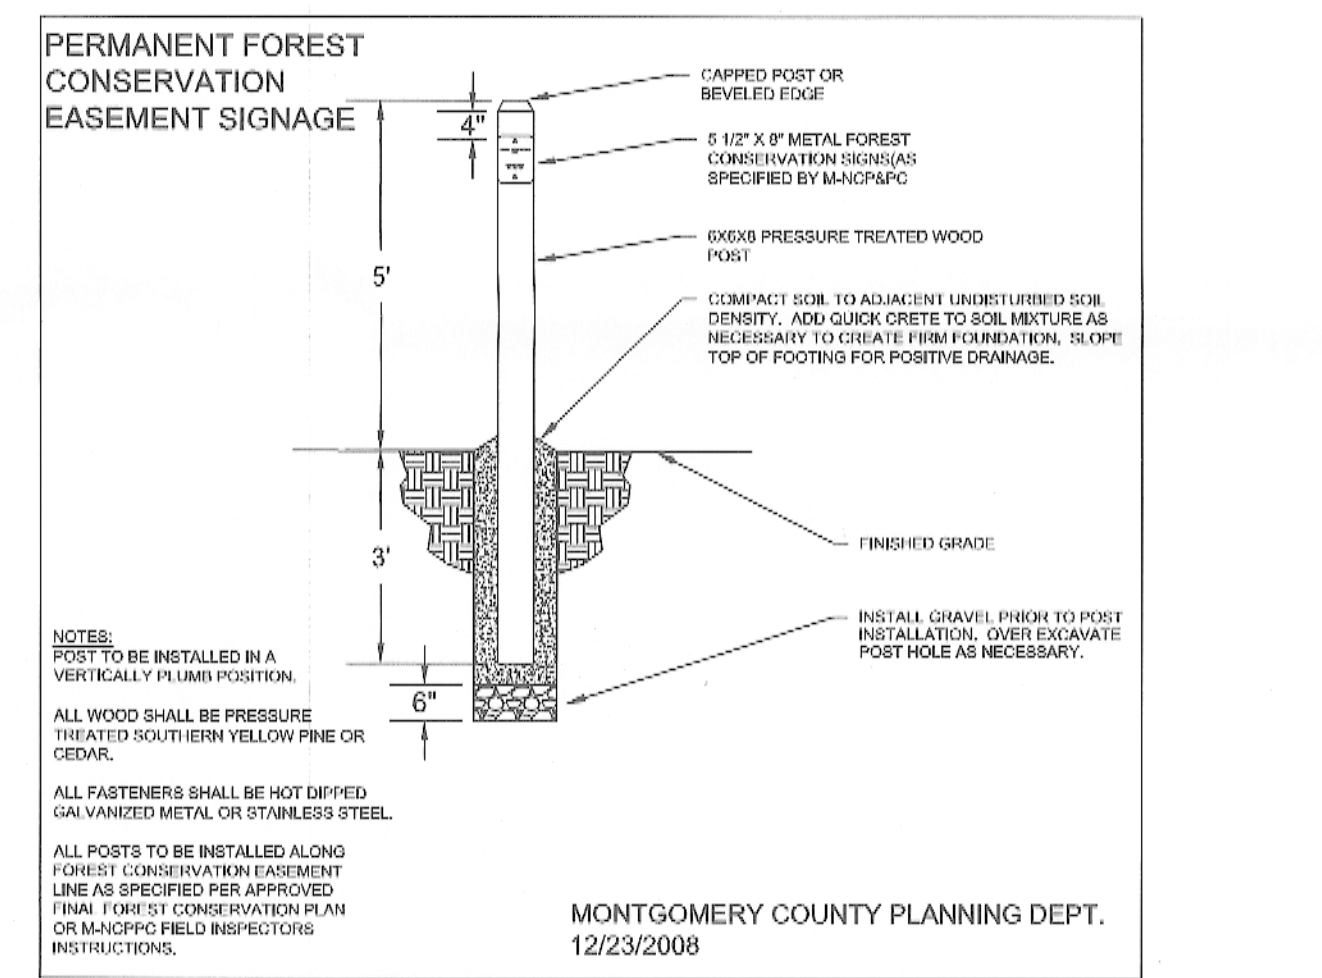 PERMANENT FOREST
CONSERVATION
EASEMENT SIGNAGE
CAPPED POST OR
BEVELED EDGE
4"
5 1/2" X 8" METAL FOREST
CONSERVATION SIGNS(AS
SPECIFIED BY M-NCP&PC
6X6X8 PRESSURE TREATED WOOD
POST
5'
COMPACT SOIL TO ADJACENT UNDISTURBED SOIL
DENSITY. ADD QUICK CRETE TO SOIL MIXTURE AS
NECESSARY TO CREATE FIRM FOUNDATION. SLOPE
TOP OF FOOTING FOR POSITIVE DRAINAGE.
3'
FINISHED GRADE
INSTALL GRAVEL PRIOR TO POST
INSTALLATION. OVER EXCAVATE
POST HOLE AS NECESSARY.
6"
NOTES:
POST TO BE INSTALLED IN A
VERTICALLY PLUMB POSITION.
ALL WOOD SHALL BE PRESSURE
TREATED SOUTHERN YELLOW PINE OR
CEDAR.
ALL FASTENERS SHALL BE HOT DIPPED
GALVANIZED METAL OR STAINLESS STEEL.
ALL POSTS TO BE INSTALLED ALONG
FOREST CONSERVATION EASEMENT
LINE AS SPECIFIED PER APPROVED
FINAL FOREST CONSERVATION PLAN
OR M-NCPPC FIELD INSPECTORS
INSTRUCTIONS.
MONTGOMERY COUNTY PLANNING DEPT.
12/23/2008